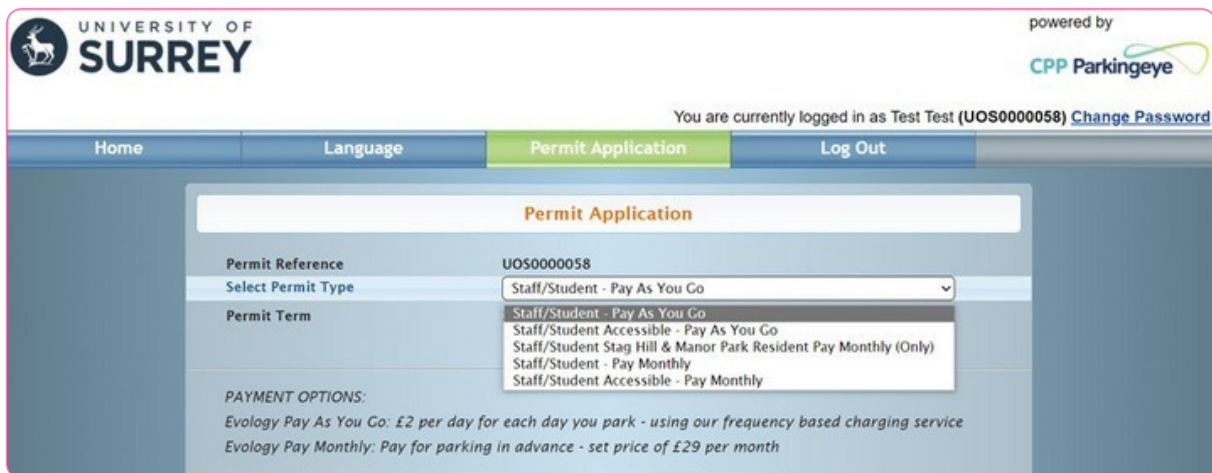 UNIVERSITY OF
SURREY
powered by
CPP Parkingeye
You are currently logged in as Test Test (UOS0000058) Change Password
Home Language Permit Application Log Out
Permit Application
Permit Reference UOS0000058
Select Permit Type Staff/Student - Pay As You Go
Permit Term
Staff/Student - Pay As You Go
Staff/Student Accessible - Pay As You Go
Staff/Student Stag Hill & Manor Park Resident Pay Monthly (Only)
Staff/Student - Pay Monthly
Staff/Student Accessible - Pay Monthly
PAYMENT OPTIONS:
Evology Pay As You Go: £2 per day for each day you park - using our frequency based charging service
Evology Pay Monthly: Pay for parking in advance - set price of £29 per month